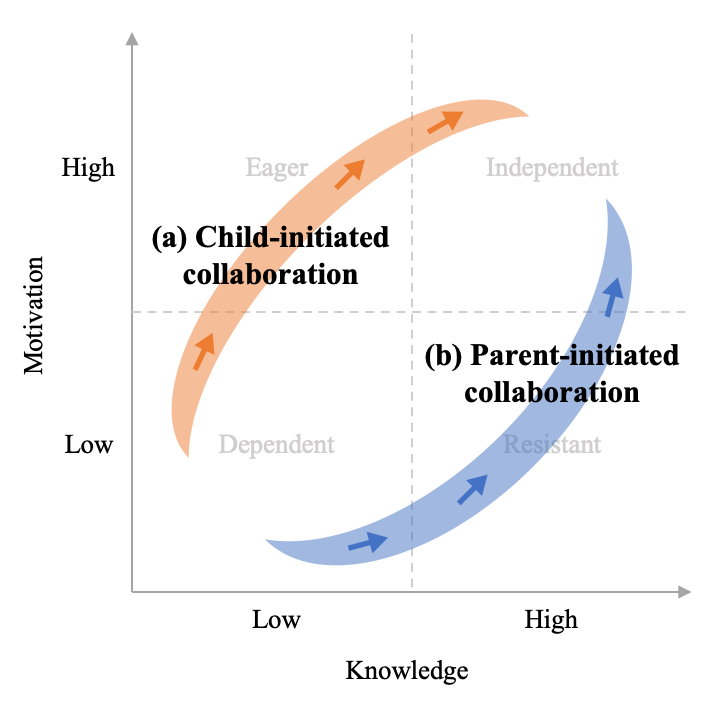 High
Eager
Independent
(a) Child-initiated
collaboration
Motivation
(b) Parent-initiated
collaboration
Low
Dependent
Resistant
Low
High
Knowledge